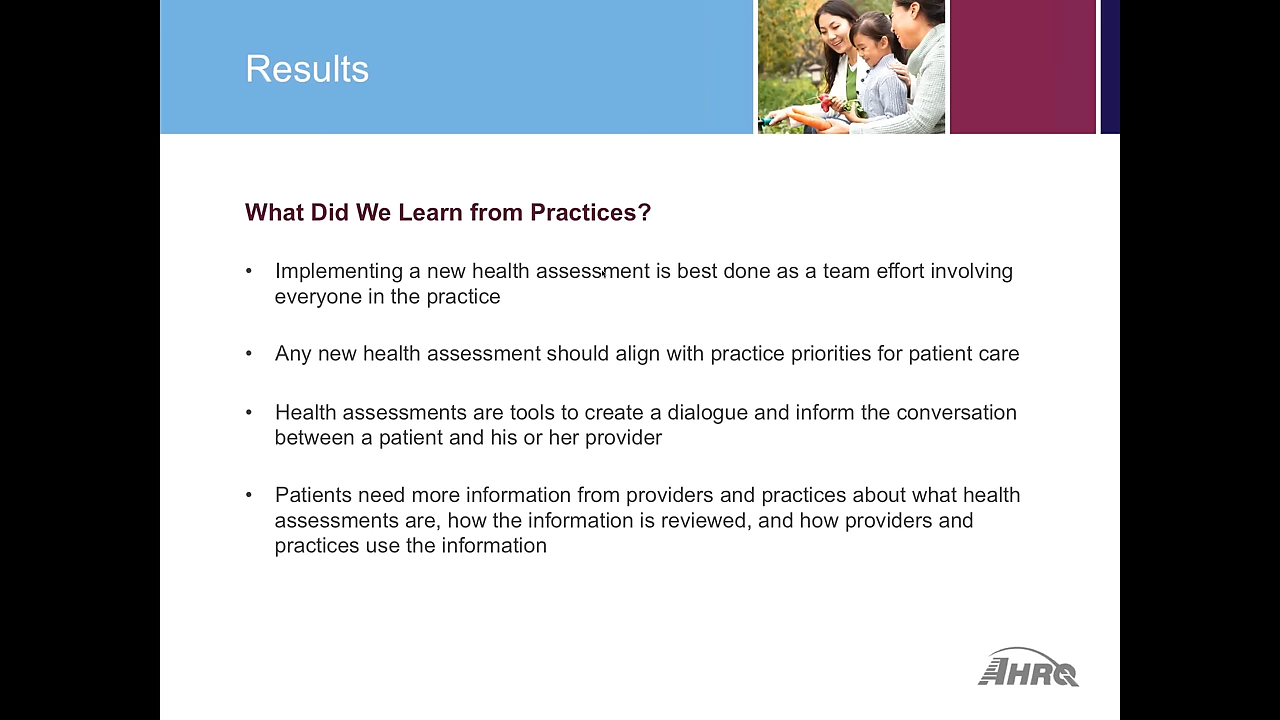 Results
What Did We Learn from Practices?
• Implementing a new health assessment is best done as a team effort involving
everyone in the practice
• Any new health assessment should align with practice priorities for patient care
• Health assessments are tools to create a dialogue and inform the conversation
between a patient and his or her provider
• Patients need more information from providers and practices about what health
assessments are, how the information is reviewed, and how providers and
practices use the information
AHRQ